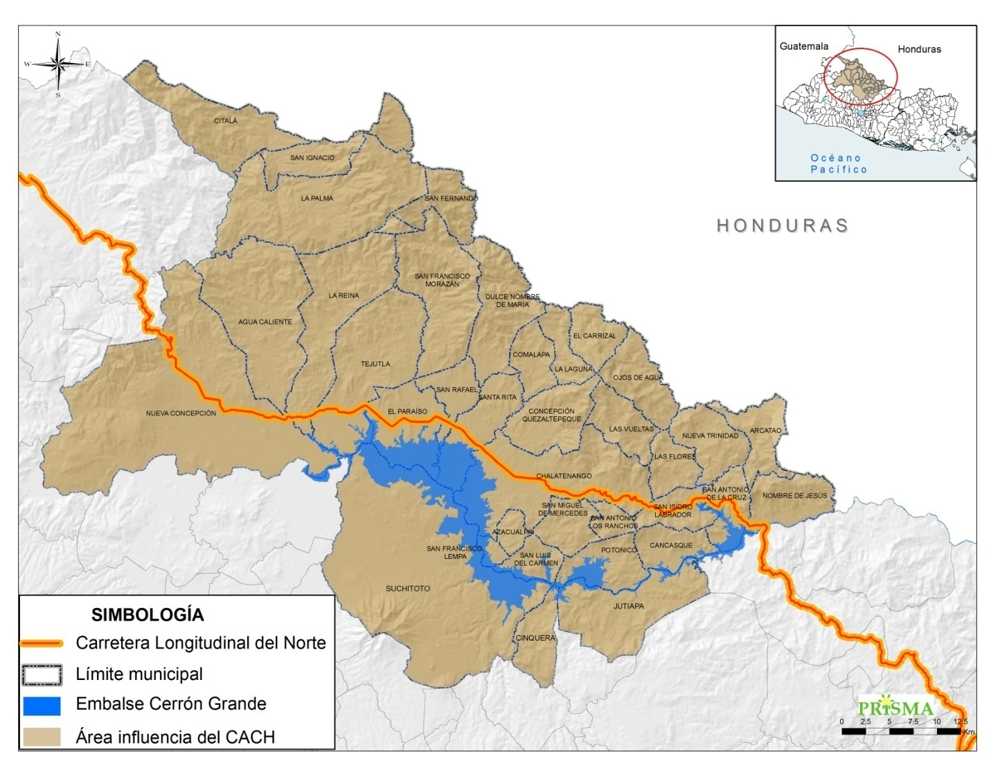 N
W
E
S
Guatemala
Honduras
Océano
Pacífico
HONDURAS
CITALÁ
SAN IGNACIO
LA PALMA
SAN FERNANDO
SAN FRANCISCO
MORAZÁN
LA REINA
DULCE NOMBRE
DE MARÍA
AGUA CALIENTE
EL CARRIZAL
COMALAPA
TEJUTLA
LA LAGUNA
OJOS DE AGUA
SAN RAFAEL
SANTA RITA
EL PARAÍSO
CONCEPCIÓN
QUEZALTEPEQUE
NUEVA CONCEPCIÓN
LAS VUELTAS
NUEVA TRINIDAD
ARCATAO
LAS FLORES
CHALATENANGO
SAN ANTONIO
DE LA CRUZ
NOMBRE DE JESÚS
SAN MIGUEL
DE MERCEDES
SAN ISIDRO
LABRADOR
SAN ANTONIO
LOS RANCHOS
AZACUALPA
CANCASQUE
SAN FRANCISCO
LEMPA
POTONICO
SAN LUIS
DEL CARMEN
SUCHITOTO
JUTIAPA
CINQUERA
SIMBOLOGÍA
Carretera Longitudinal del Norte
Límite municipal
Embalse Cerrón Grande
Área influencia del CACH
PRiSMA
0 2.5 5 7.5 10 12.5
Km